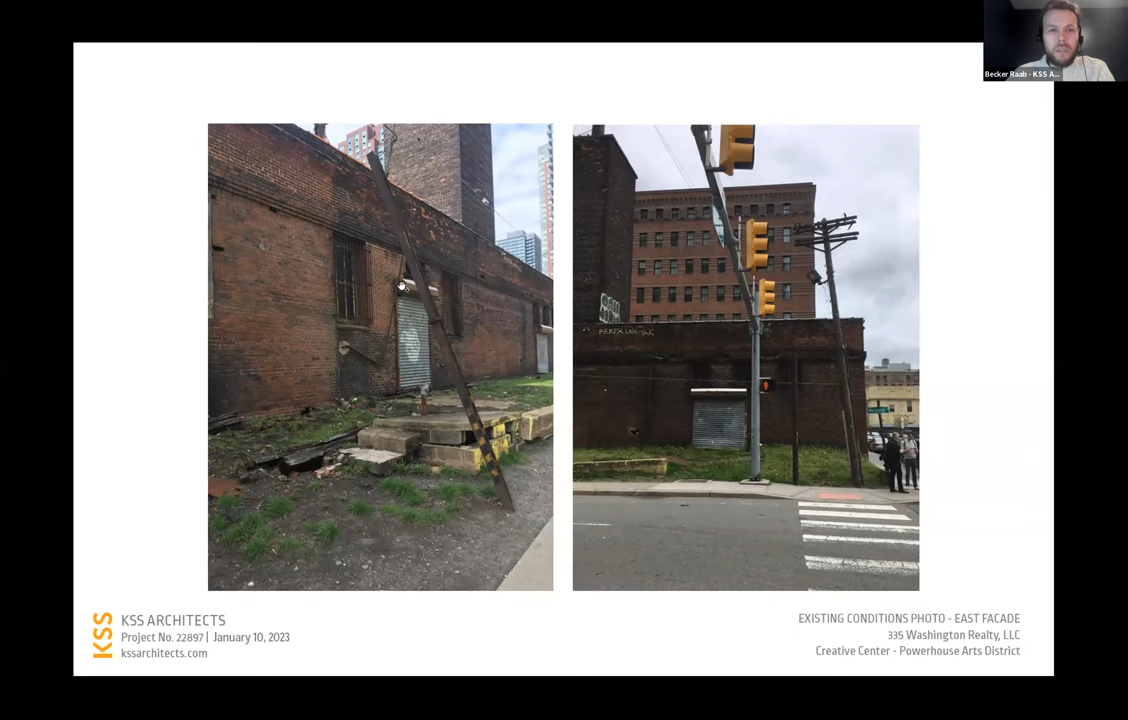 Becker Raab - KSS A...
KSS
KSS ARCHITECTS
Project No. 22897 | January 10, 2023
kssarchitects.com
EXISTING CONDITIONS PHOTO - EAST FACADE
335 Washington Realty, LLC
Creative Center - Powerhouse Arts District